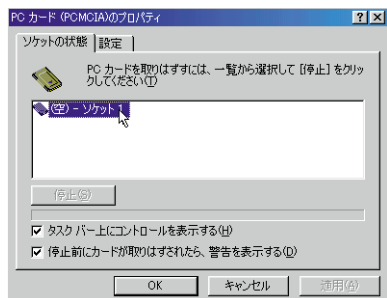 PC カード (PCMCIA)のプロパティ
ソケットの状態 設定
PC カードを取りはずすには、一覧から選択して [停止] をクリッ
クしてください(T)
(空) - ソケット 1
停止(S)
タスク バー上にコントロールを表示する(H)
停止前にカードが取りはずされたら、警告を表示する(D)
OK キャンセル 適用(A)